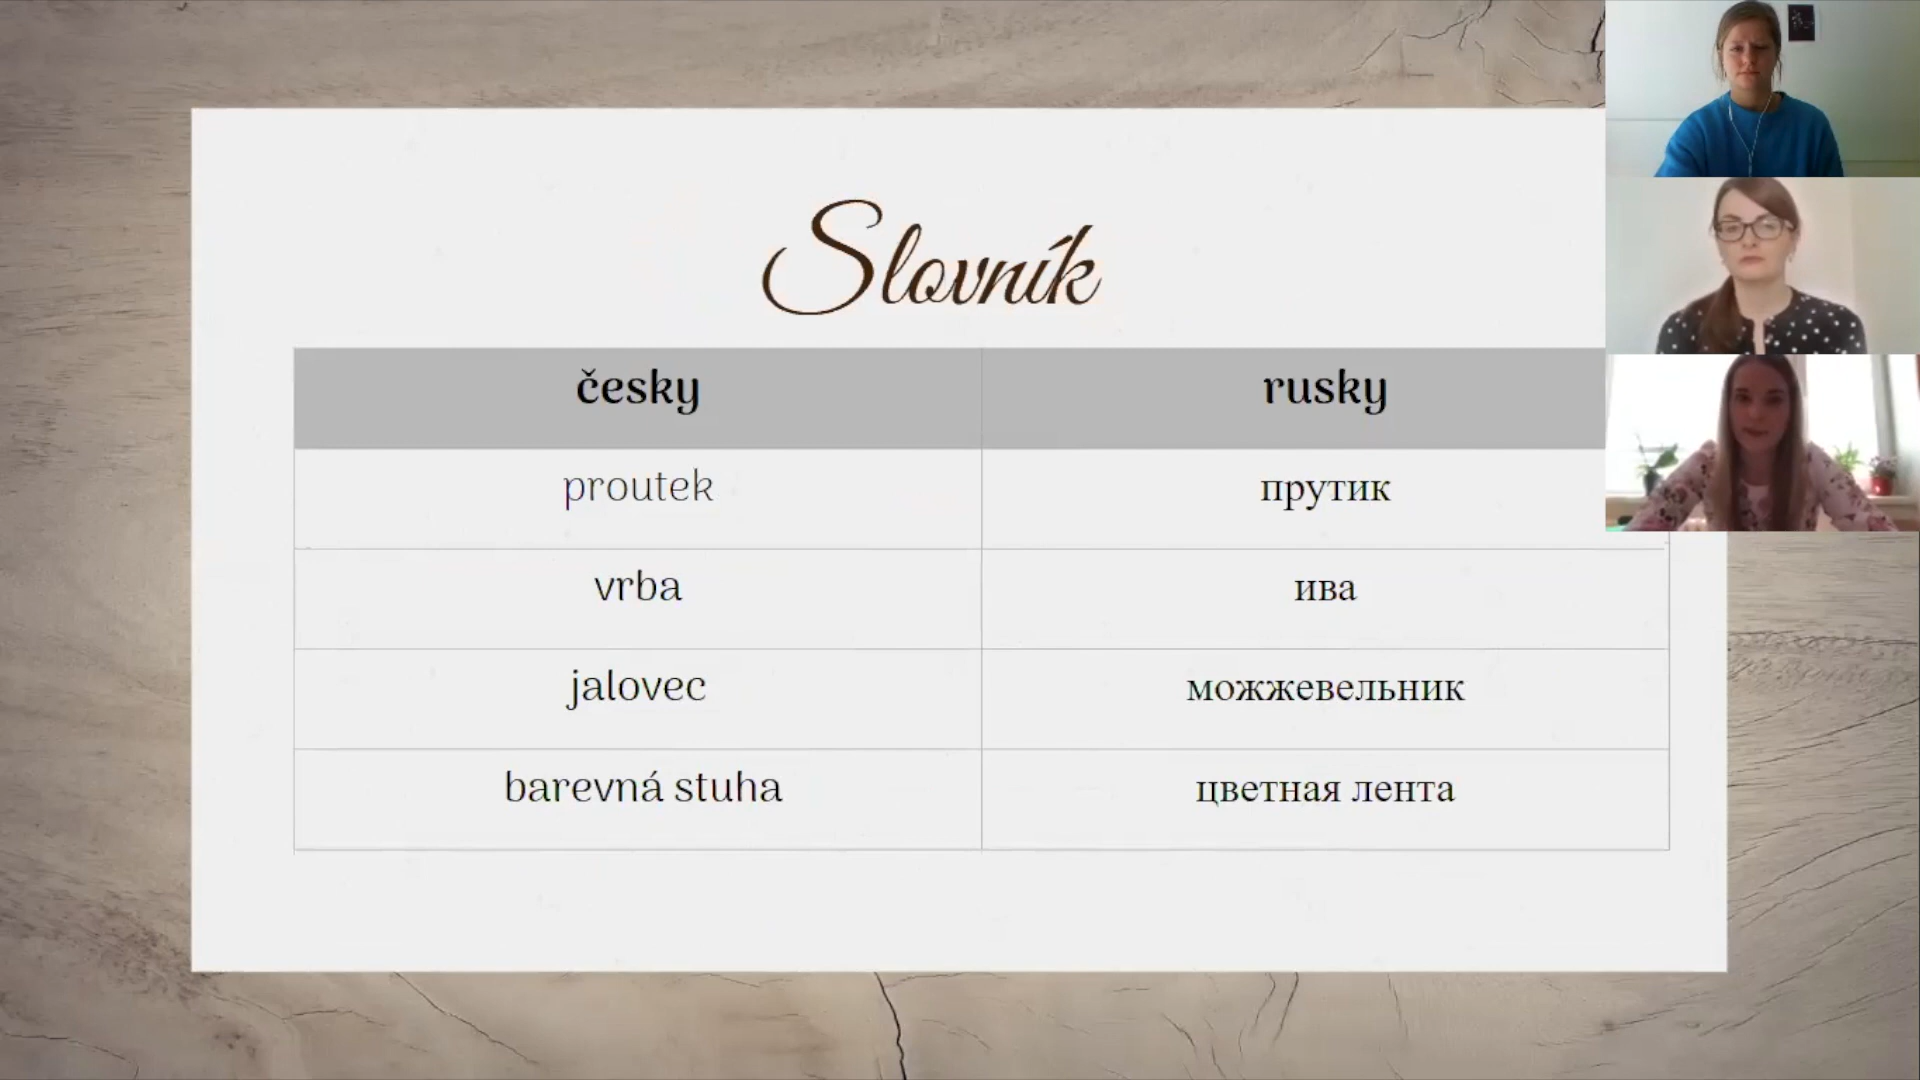 Slovník
česky rusky
proutek прутик
vrba ива
jalovec можжевельник
barevná stuha цветная лента